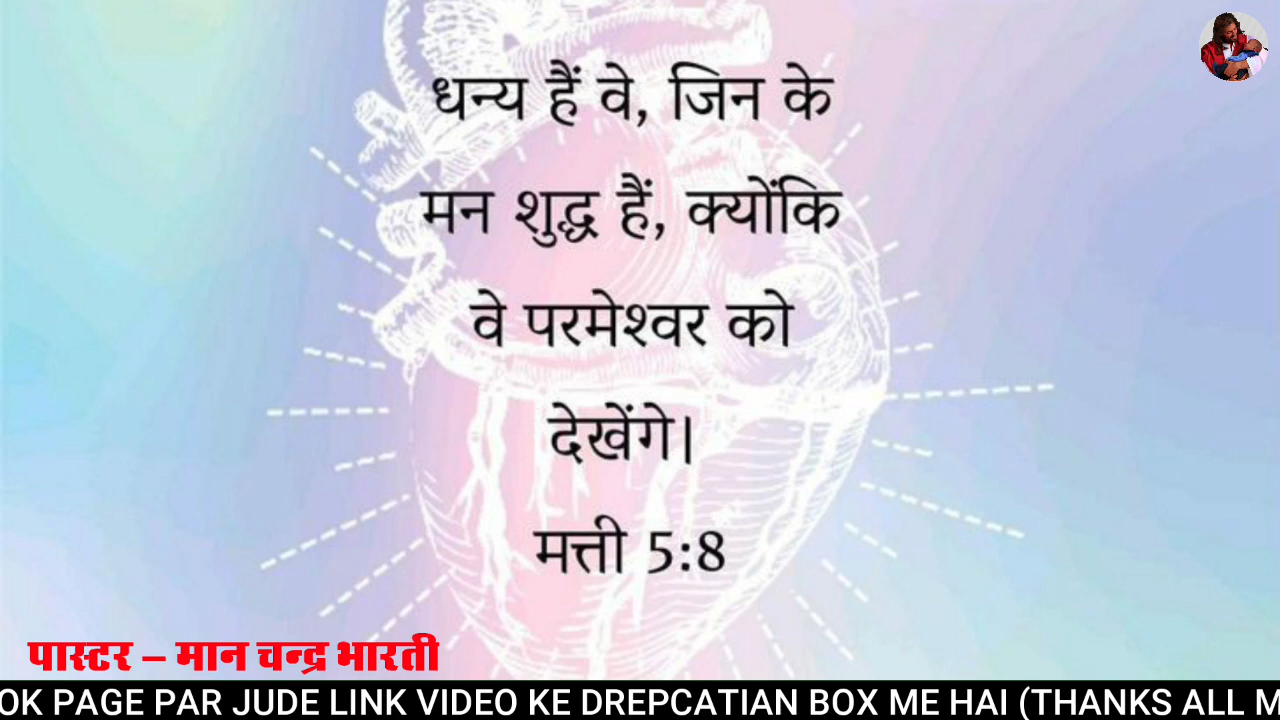 धन्य हैं वे, जिन के
मन शुद्ध हैं, क्योंकि
वे परमेश्वर को
देखेंगे।
मत्ती 5:8
पास्टर – मान चन्द्र भारती
OK PAGE PAR JUDE LINK VIDEO KE DREPCATIAN BOX ME HAI (THANKS ALL M